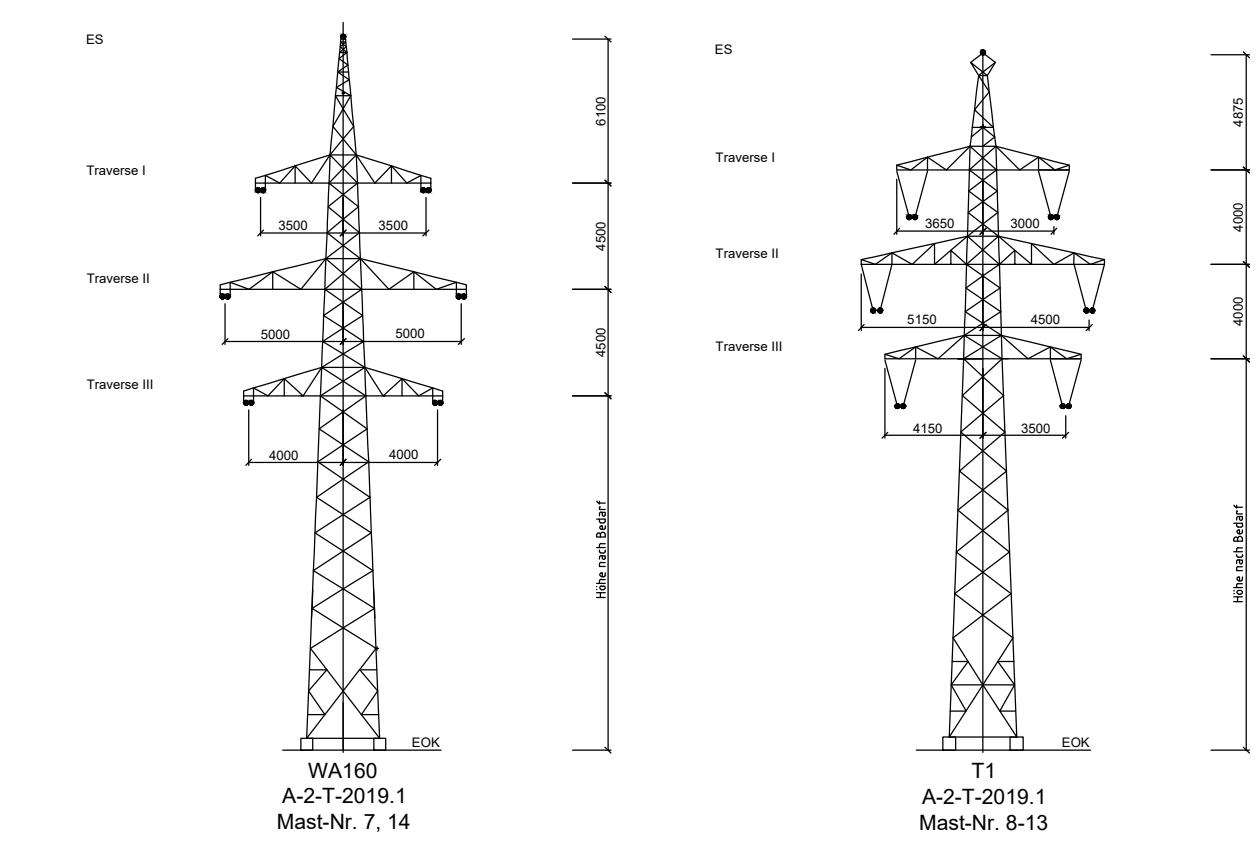 ES
6100
Traverse I
3500 3500
4500
Traverse II
5000 5000
4500
Traverse III
4000 4000
Höhe nach Bedarf
EOK
WA160
A-2-T-2019.1
Mast-Nr. 7, 14
ES
4875
Traverse I
3650 3000
4000
Traverse II
5150 4500
4000
Traverse III
4150 3500
Höhe nach Bedarf
EOK
T1
A-2-T-2019.1
Mast-Nr. 8-13